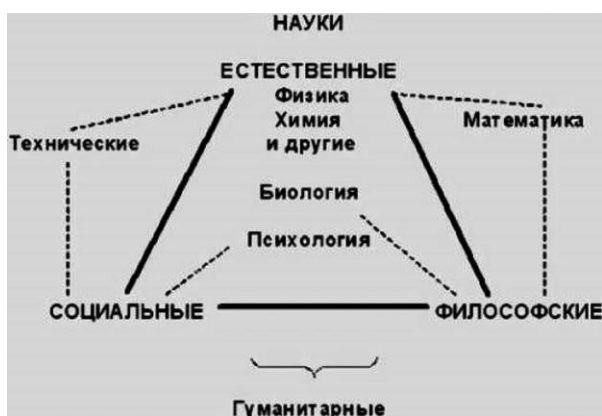 НАУКИ
ЕСТЕСТВЕННЫЕ
Физика
Химия
и другие
Технические
Математика
Биология
Психология
СОЦИАЛЬНЫЕ
ФИЛОСОФСКИЕ
Гуманитарные